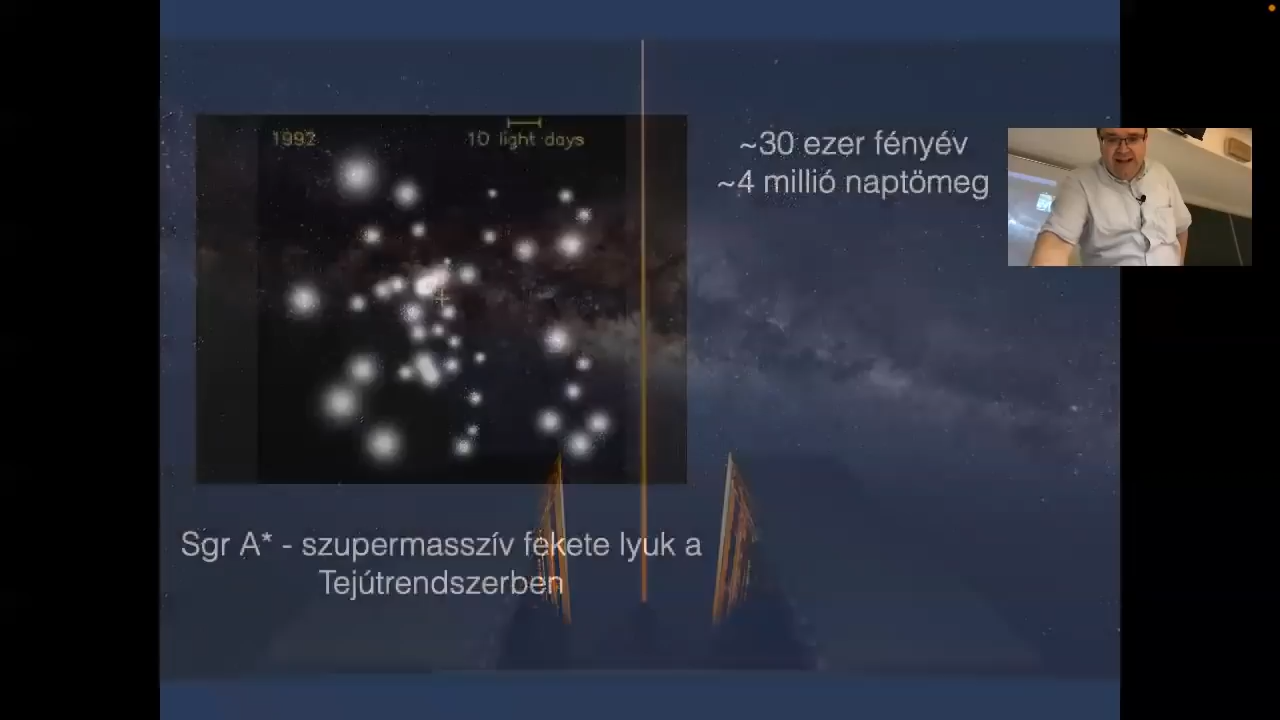 1992
10 light days
~30 ezer fényév
~4 millió naptömeg
Sgr A* - szupermasszív fekete lyuk a
Tejútrendszerben